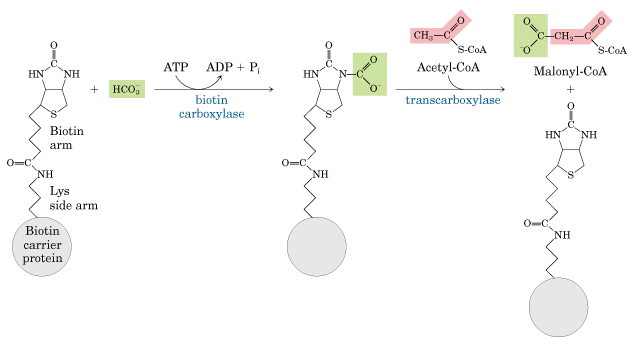 O
C
HN NH
S
+
HCO₃⁻
ATP
ADP + Pᵢ
biotin
carboxylase
Biotin
arm
O=C
NH
Lys
side arm
Biotin
carrier
protein
O
C
HN N—C
O
O⁻
S
O=C
NH
CH₃—C
O
S-CoA
Acetyl-CoA
transcarboxylase
O
C—CH₂—C
O
⁻O
S-CoA
Malonyl-CoA
+
O
C
HN NH
S
O=C
NH